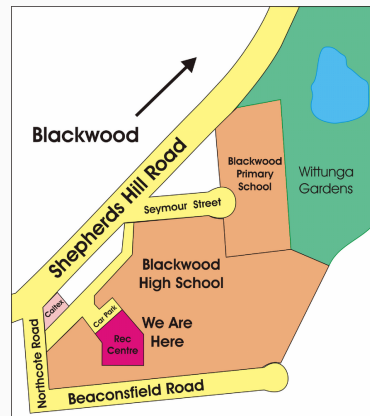 Blackwood
Shepherds Hill Road
Blackwood
Primary
School
Wittunga
Gardens
Seymour Street
Blackwood
High School
Caltex
Car Park
We Are
Here
Rec
Centre
Northcote Road
Beaconsfield Road